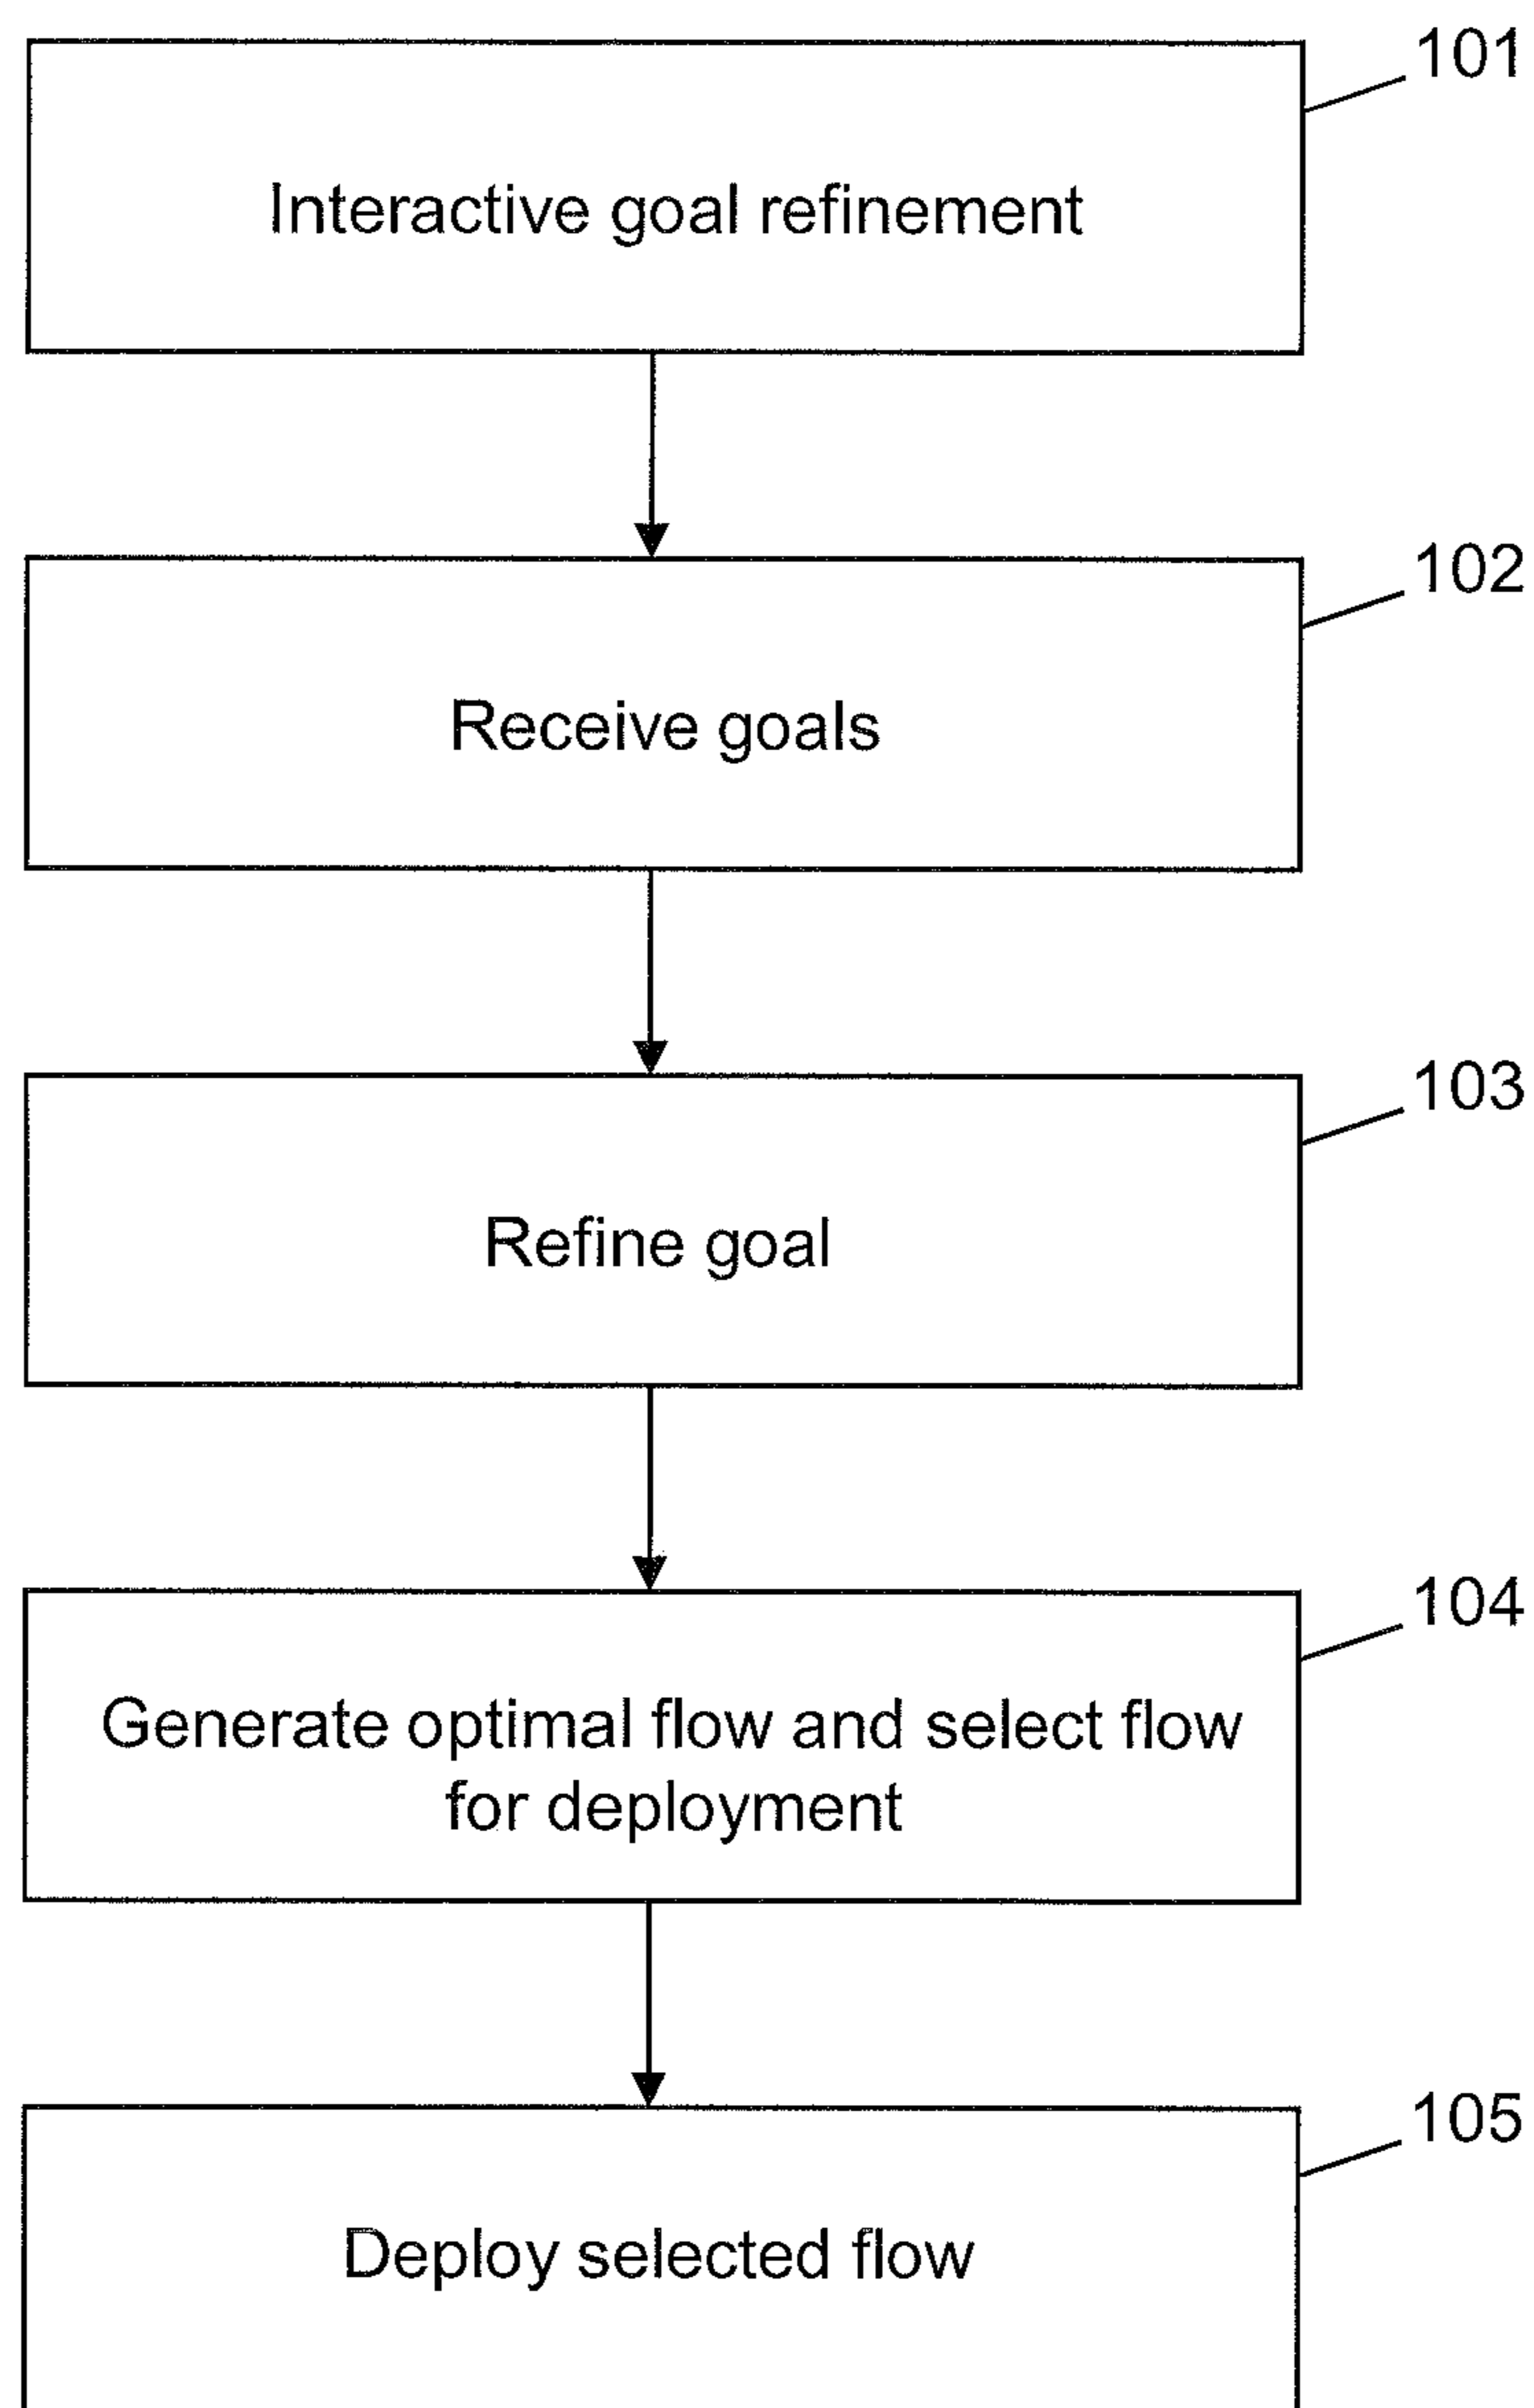 101
Interactive goal refinement
102
Receive goals
103
Refine goal
104
Generate optimal flow and select flow
for deployment
105
Deploy selected flow